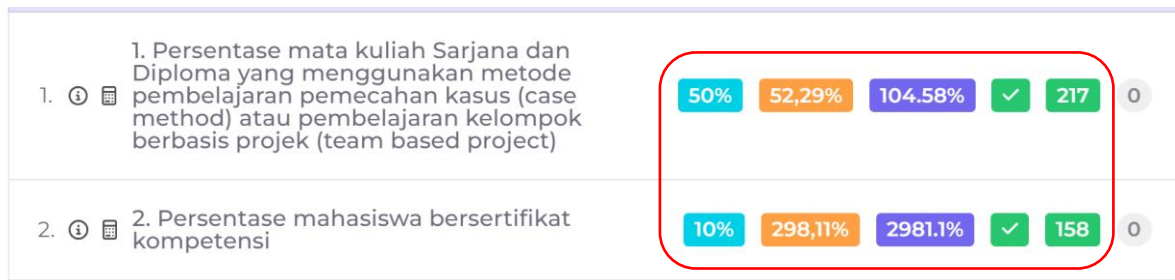 1. Persentase mata kuliah Sarjana dan
Diploma yang menggunakan metode
1. pembelajaran pemecahan kasus (case 50% 52,29% 104.58% 217 0
method) atau pembelajaran kelompok
berbasis projek (team based project)
2. 2. Persentase mahasiswa bersertifikat 10% 298,11% 2981.1% 158 0
kompetensi